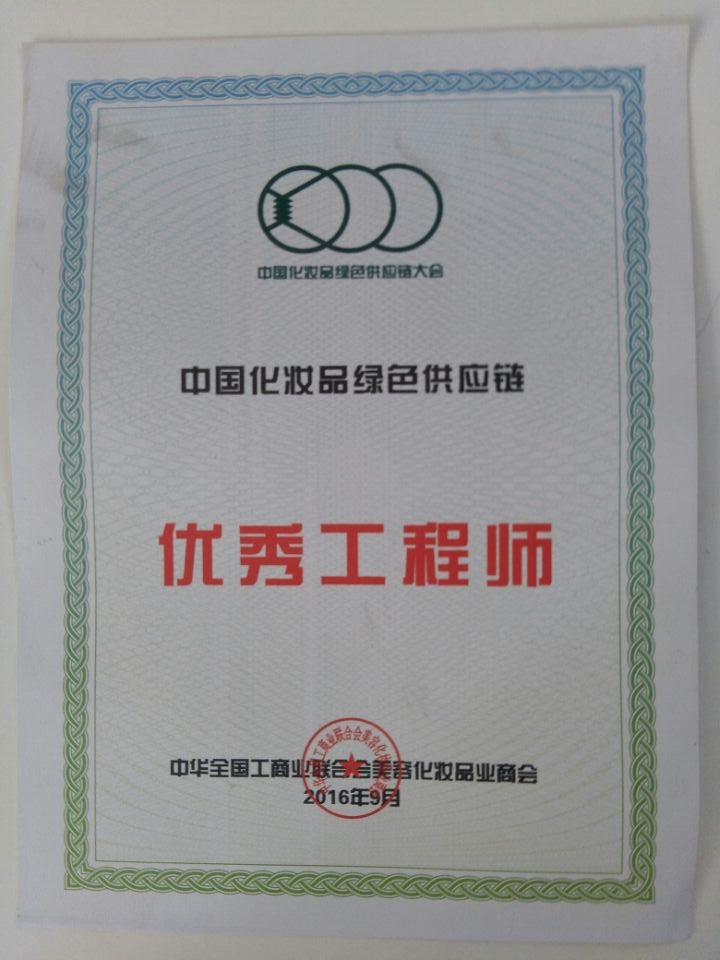 中国化妆品绿色供应链大会
中国化妆品绿色供应链
优秀工程师
中华全国工商业联合会美容化妆品业商会
2016年9月